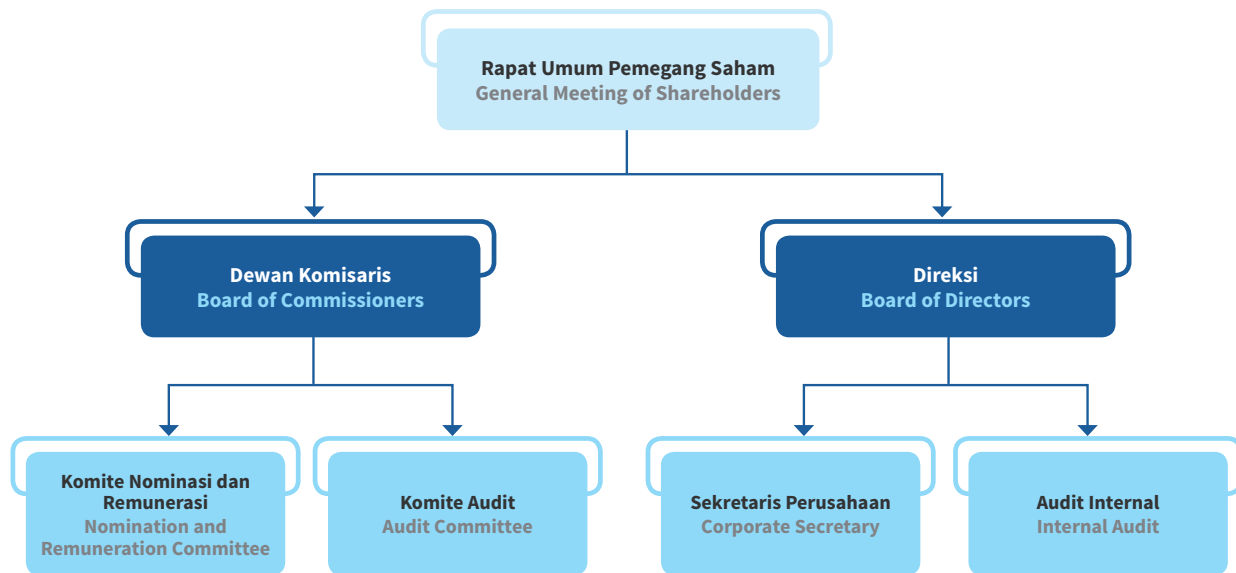 Rapat Umum Pemegang Saham
General Meeting of Shareholders
Dewan Komisaris
Board of Commissioners
Direksi
Board of Directors
Komite Nominasi dan
Remunerasi
Nomination and
Remuneration Committee
Komite Audit
Audit Committee
Sekretaris Perusahaan
Corporate Secretary
Audit Internal
Internal Audit